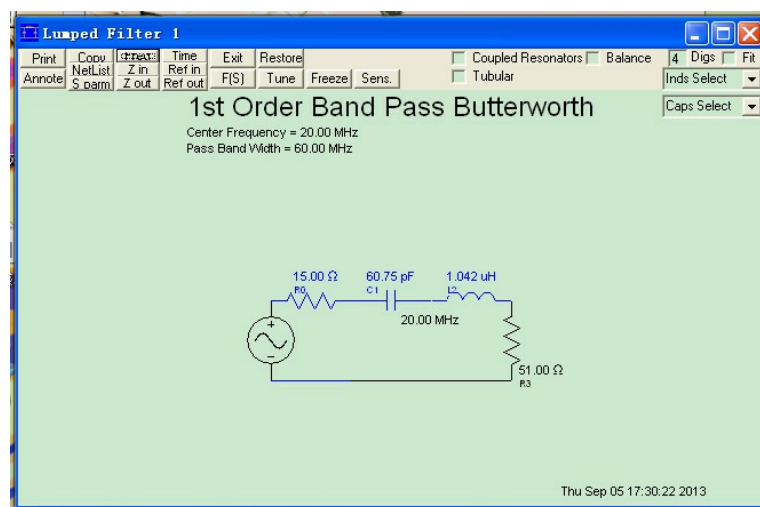 Lumped Filter 1
Print Copy Time Exit Restore Coupled Resonators Balance 4 Digs Fit
NetList Z in Ref in Tubular
Annote S parm Z out Ref out F(S) Tune Freeze Sens. Inds Select
Caps Select
1st Order Band Pass Butterworth
Center Frequency = 20.00 MHz
Pass Band Width = 60.00 MHz
15.00 Ω 60.75 pF 1.042 uH
R0 C1 L2
20.00 MHz
51.00 Ω
R3
Thu Sep 05 17:30:22 2013